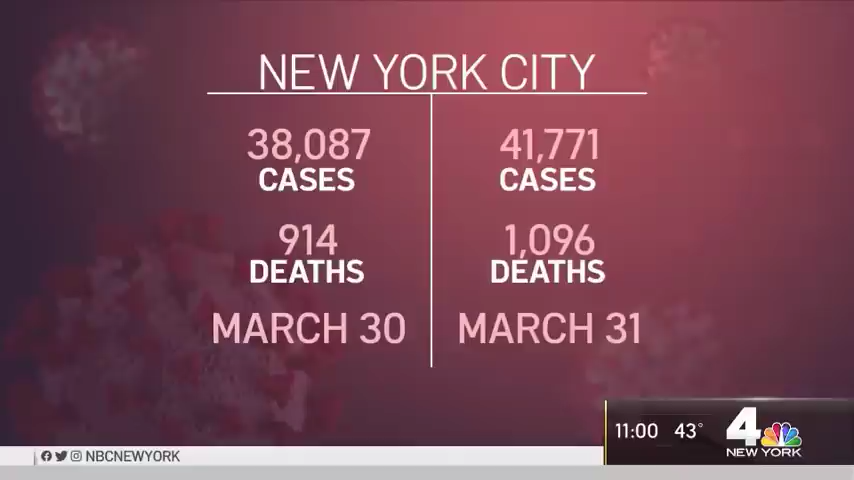 NEW YORK CITY
38,087
CASES
914
DEATHS
MARCH 30
41,771
CASES
1,096
DEATHS
MARCH 31
11:00 43°
4
NEW YORK
NBCNEWYORK